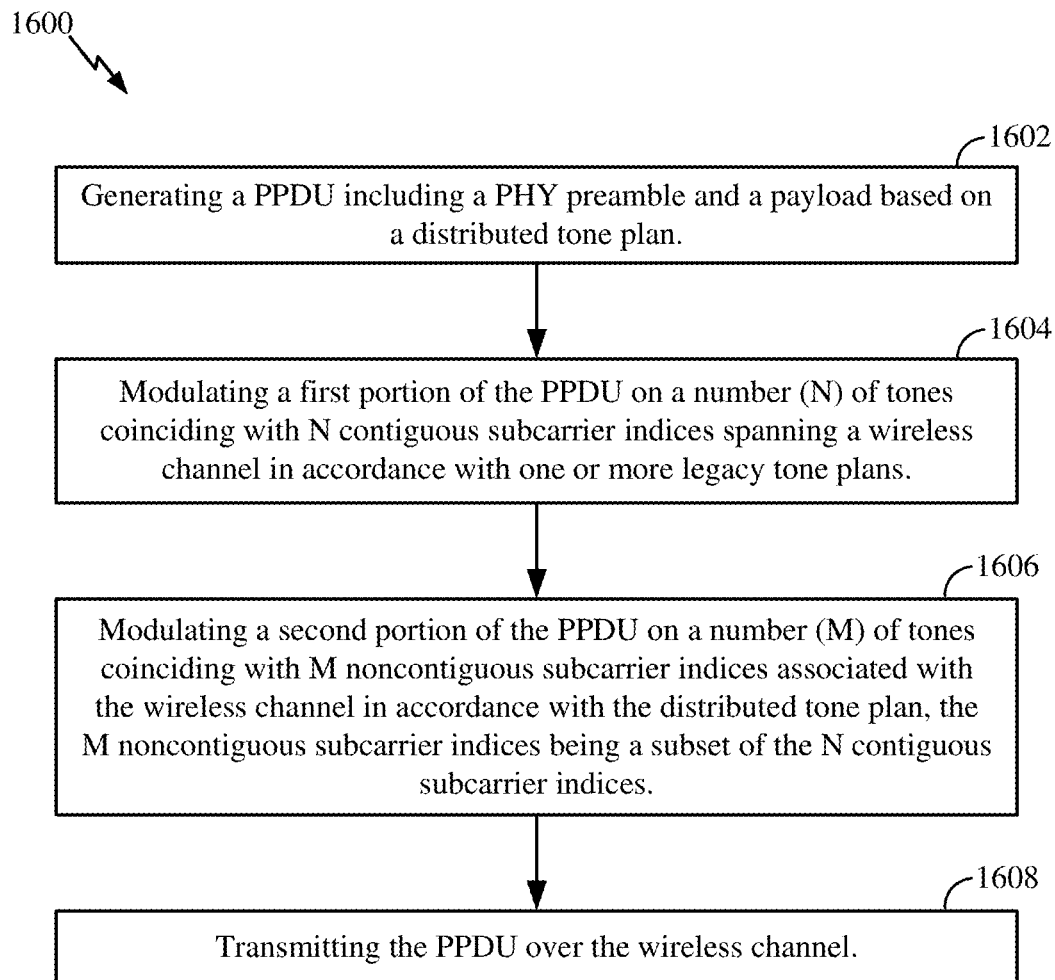 1600
1602
Generating a PPDU including a PHY preamble and a payload based on
a distributed tone plan.
1604
Modulating a first portion of the PPDU on a number (N) of tones
coinciding with N contiguous subcarrier indices spanning a wireless
channel in accordance with one or more legacy tone plans.
1606
Modulating a second portion of the PPDU on a number (M) of tones
coinciding with M noncontiguous subcarrier indices associated with
the wireless channel in accordance with the distributed tone plan, the
M noncontiguous subcarrier indices being a subset of the N contiguous
subcarrier indices.
1608
Transmitting the PPDU over the wireless channel.